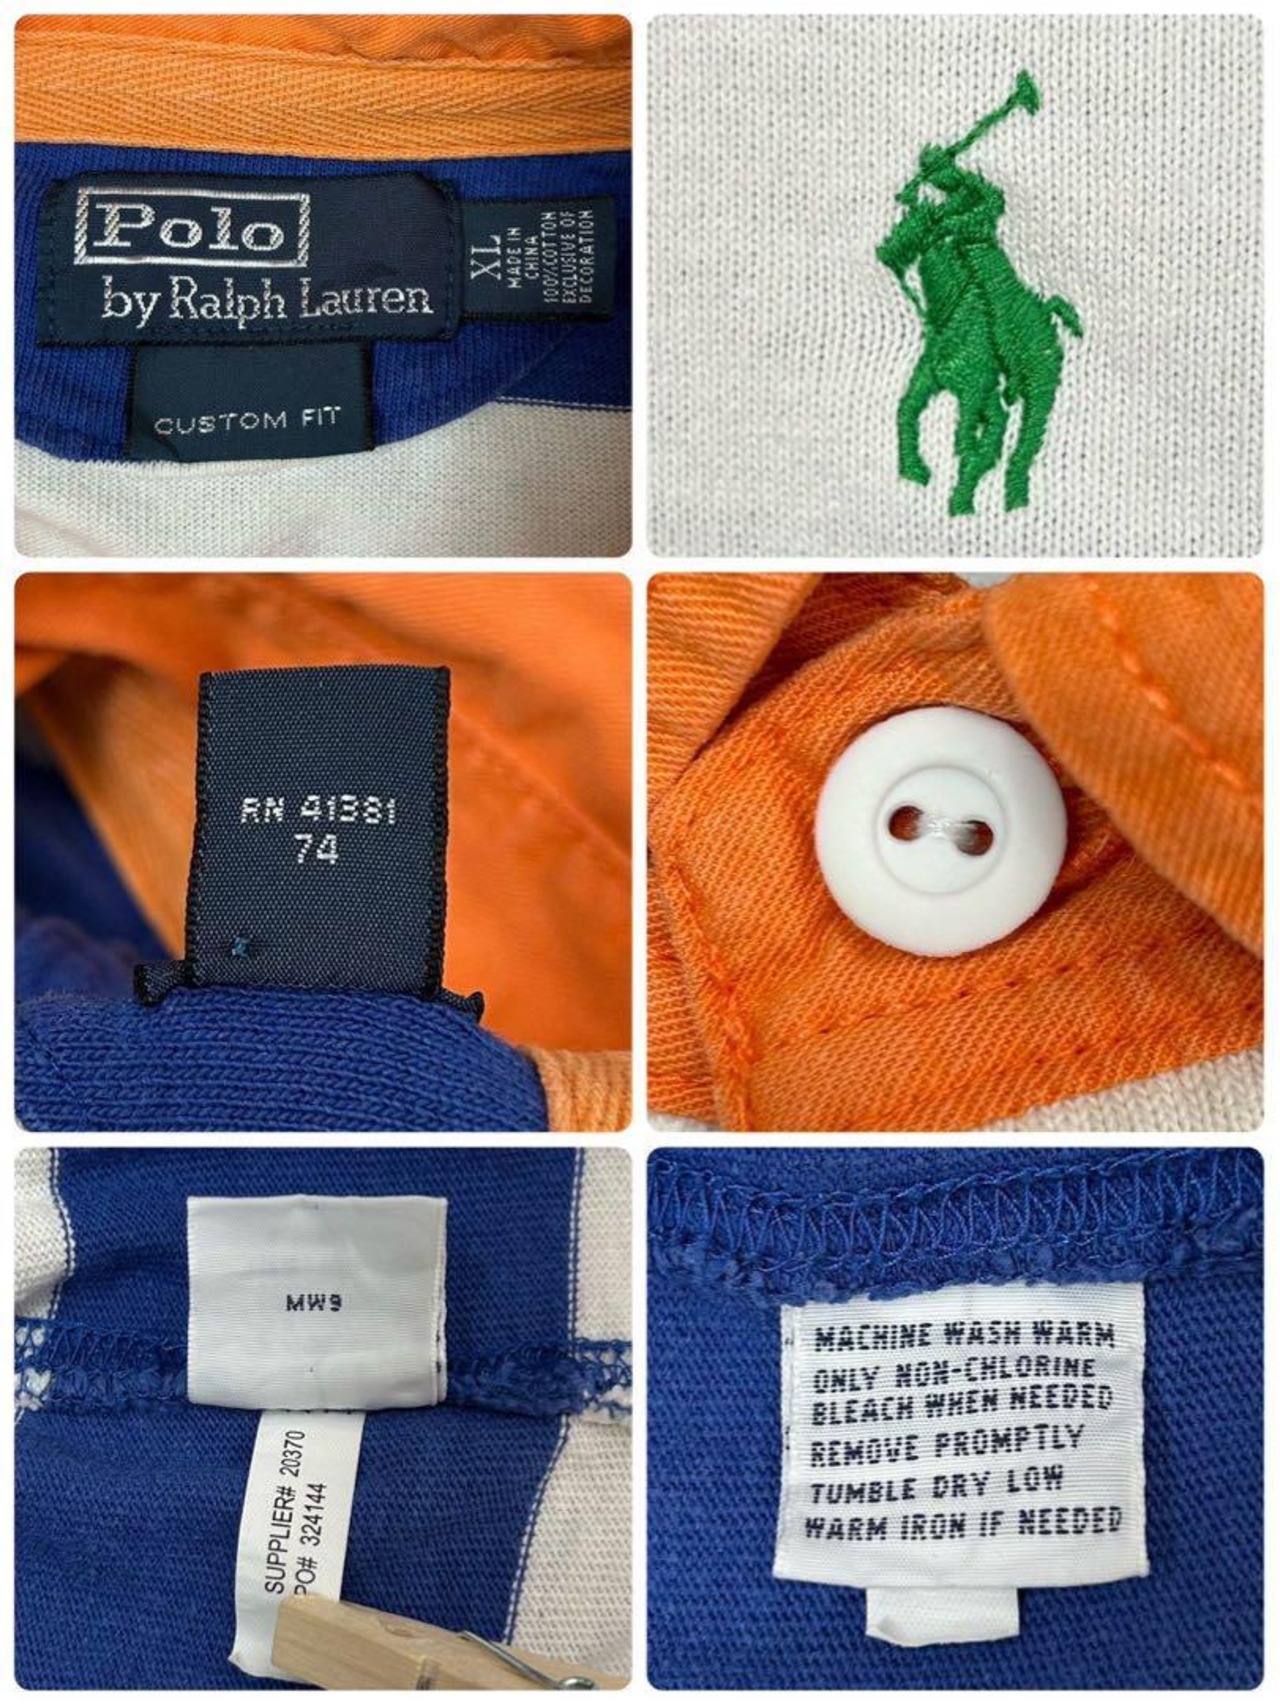 Polo
by Ralph Lauren
XL
MADE IN
CHINA
100%COTTON
EXCLUSIVE OF
DECORATION
CUSTOM FIT
RN 41381
74
MW9
SUPPLIER# 20370
PO# 324144
MACHINE WASH WARM
ONLY NON-CHLORINE
BLEACH WHEN NEEDED
REMOVE PROMPTLY
TUMBLE DRY LOW
WARM IRON IF NEEDED